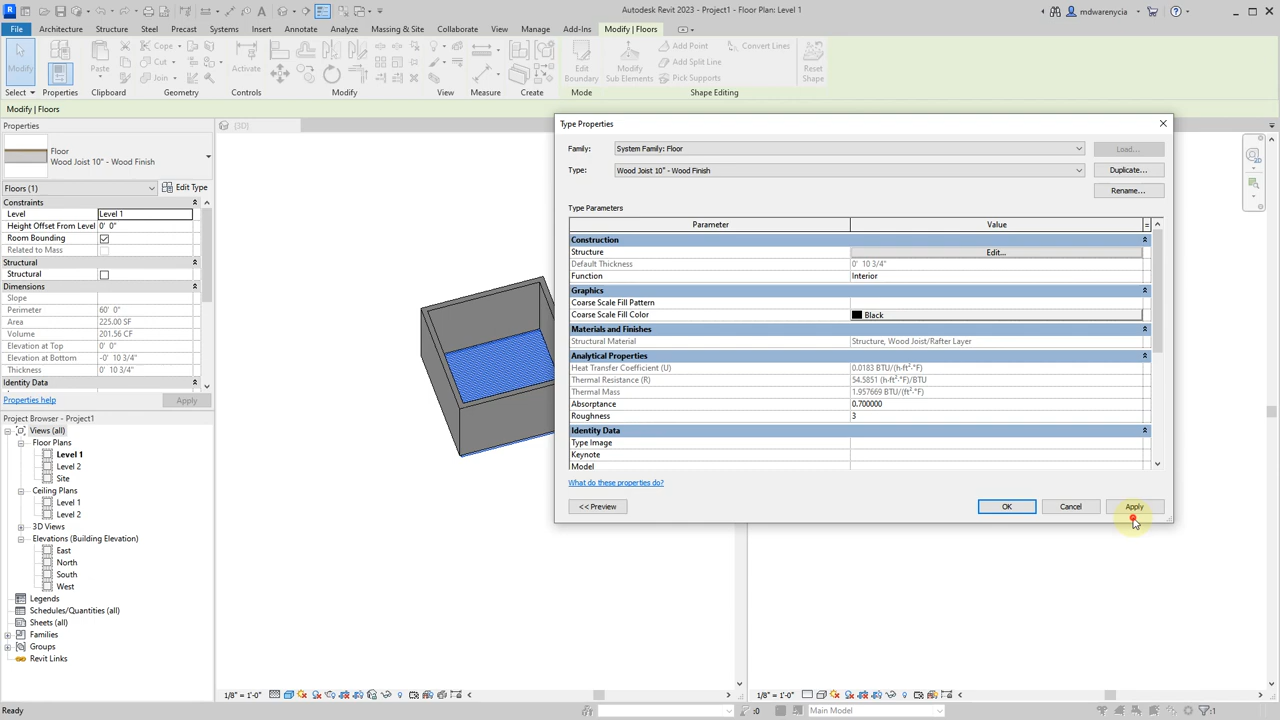 Autodesk Revit 2023 - Project1 - Floor Plan: Level 1
mdwarenycia
File
Architecture
Structure
Steel
Precast
Systems
Insert
Annotate
Analyze
Massing & Site
Collaborate
View
Manage
Add-Ins
Modify | Floors
Modify
Select
Properties
Paste
Clipboard
Cope
Cut
Join
Geometry
Activate
Controls
Modify
View
Measure
Create
Edit
Boundary
Mode
Modify
Sub Elements
Add Point
Add Split Line
Pick Supports
Convert Lines
Reset
Shape
Shape Editing
Modify | Floors
Properties
Floor
Wood Joist 10" - Wood Finish
Floors (1)
Edit Type
Constraints
Level Level 1
Height Offset From Level 0' 0"
Room Bounding
Related to Mass
Structural
Structural
Dimensions
Slope
Perimeter 60' 0"
Area 225.00 SF
Volume 201.56 CF
Elevation at Top 0' 0"
Elevation at Bottom -0' 10 3/4"
Thickness 0' 10 3/4"
Identity Data
Properties help
Apply
Project Browser - Project1
Views (all)
Floor Plans
Level 1
Level 2
Site
Ceiling Plans
Level 1
Level 2
3D Views
Elevations (Building Elevation)
East
North
South
West
Legends
Schedules/Quantities (all)
Sheets (all)
Families
Groups
Revit Links
{3D}
Type Properties
Family: System Family: Floor Load...
Type: Wood Joist 10" - Wood Finish Duplicate...
Rename...
Type Parameters
Parameter Value =
Construction
Structure Edit...
Default Thickness 0' 10 3/4"
Function Interior
Graphics
Coarse Scale Fill Pattern
Coarse Scale Fill Color Black
Materials and Finishes
Structural Material Structure, Wood Joist/Rafter Layer
Analytical Properties
Heat Transfer Coefficient (U) 0.0183 BTU/(h·ft²·°F)
Thermal Resistance (R) 54.5851 (h·ft²·°F)/BTU
Thermal Mass 1.957669 BTU/(ft²·°F)
Absorptance 0.700000
Roughness 3
Identity Data
Type Image
Keynote
Model
What do these properties do?
<< Preview OK Cancel Apply
1/8" = 1'-0"
1/8" = 1'-0"
Ready
:0
Main Model
:1